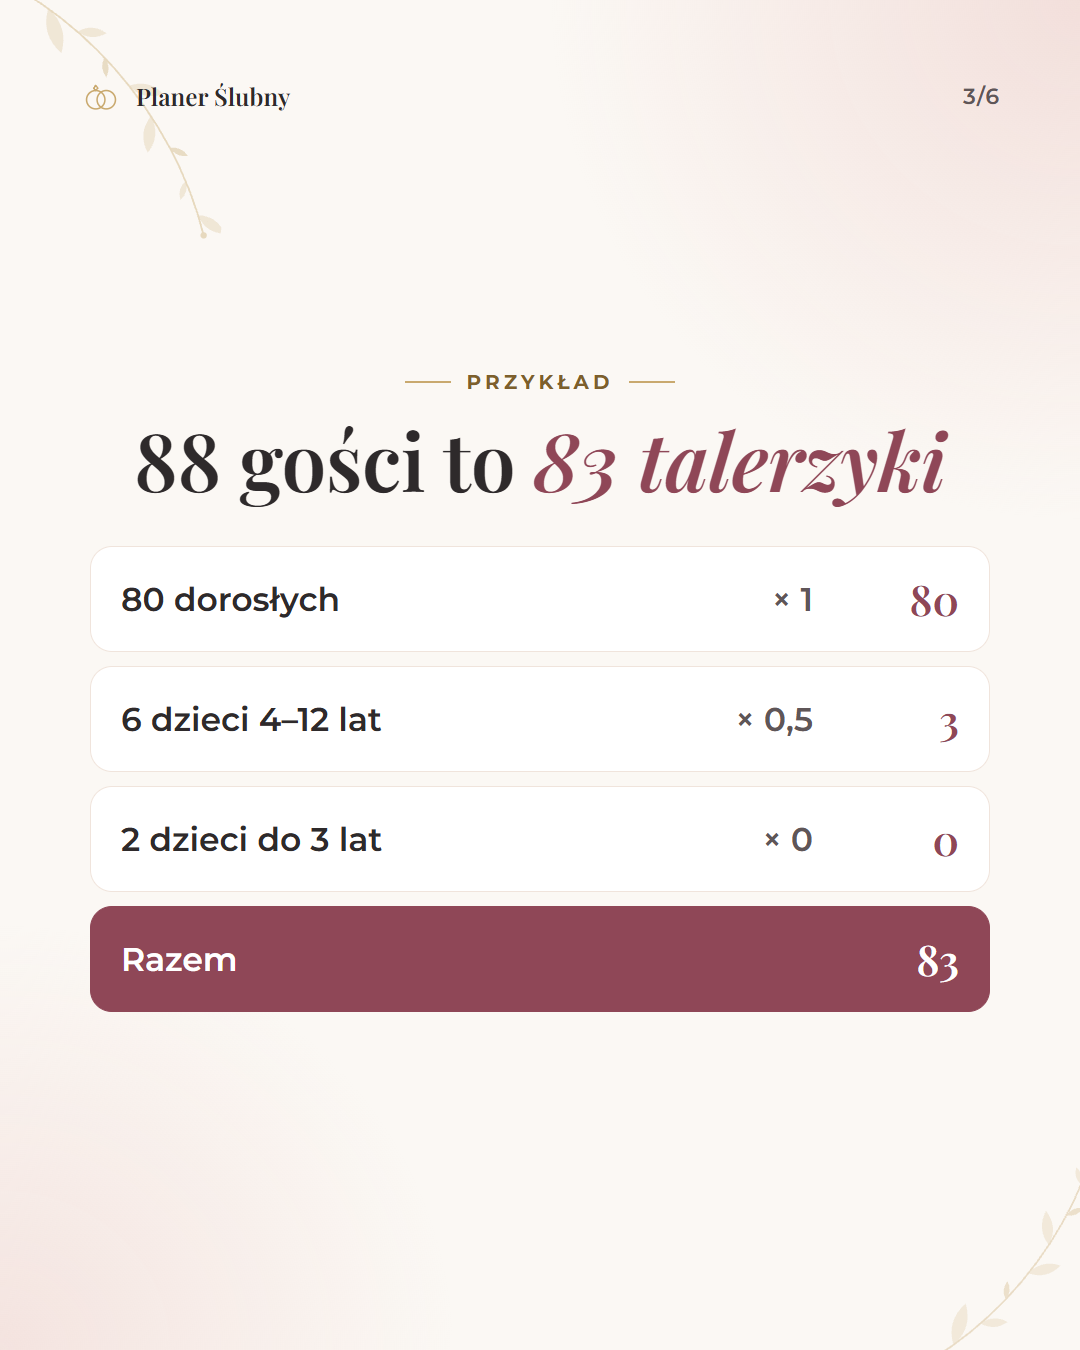 Planer Ślubny
3/6
PRZYKŁAD
88 gości to 83 talerzyki
80 dorosłych × 1 80
6 dzieci 4–12 lat × 0,5 3
2 dzieci do 3 lat × 0 0
Razem 83